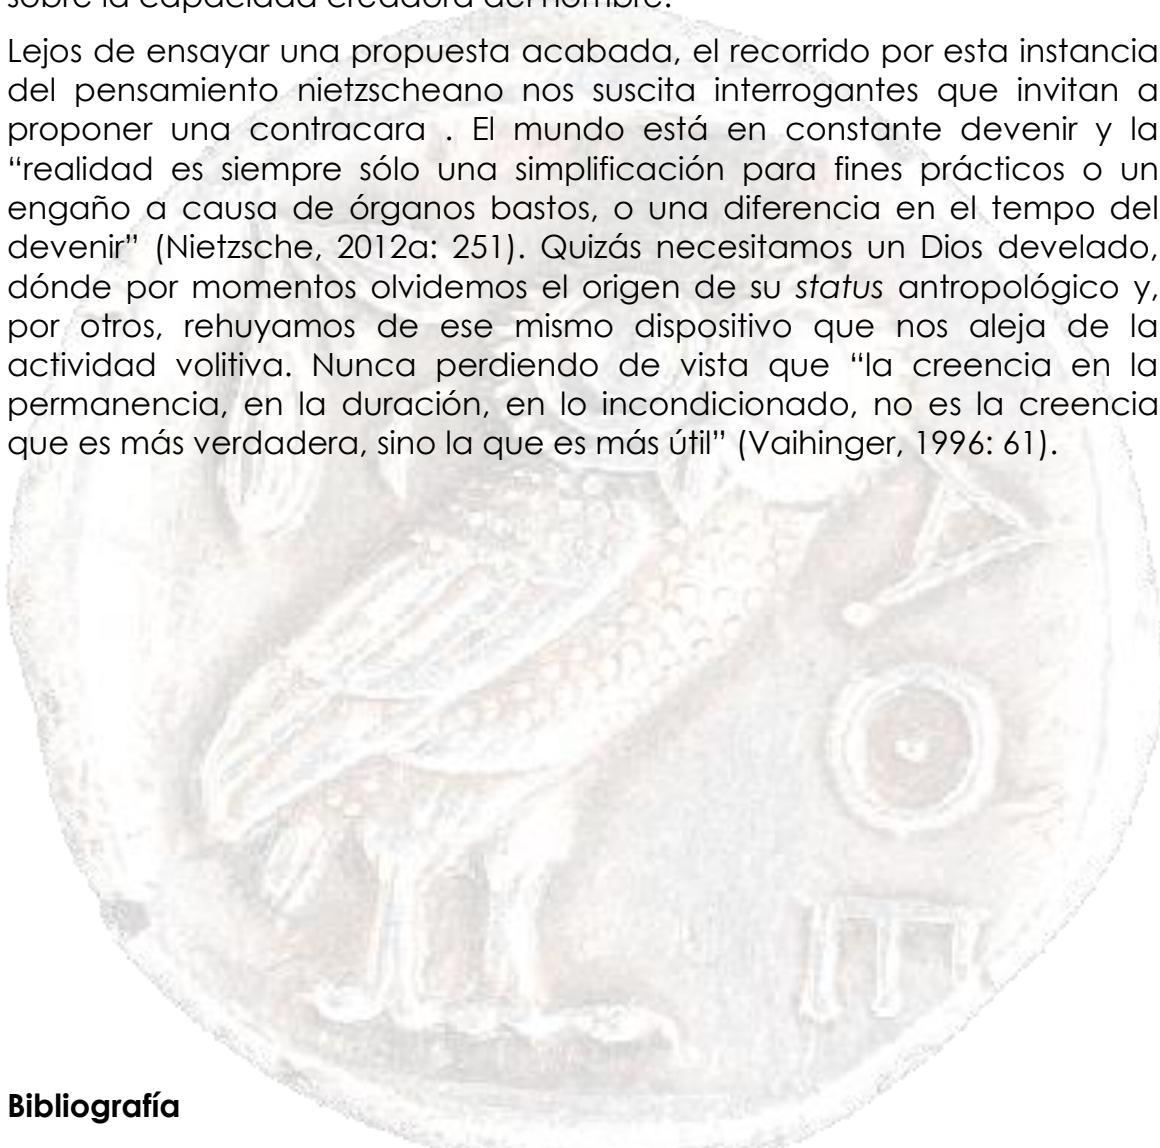 sobre la capacidad creadora del hombre.
Lejos de ensayar una propuesta acabada, el recorrido por esta instancia
del pensamiento nietzscheano nos suscita interrogantes que invitan a
proponer una contracara . El mundo está en constante devenir y la
“realidad es siempre sólo una simplificación para fines prácticos o un
engaño a causa de órganos bastos, o una diferencia en el tempo del
devenir” (Nietzsche, 2012a: 251). Quizás necesitamos un Dios develado,
dónde por momentos olvidemos el origen de su status antropológico y,
por otros, rehuyamos de ese mismo dispositivo que nos aleja de la
actividad volitiva. Nunca perdiendo de vista que “la creencia en la
permanencia, en la duración, en lo incondicionado, no es la creencia
que es más verdadera, sino la que es más útil” (Vaihinger, 1996: 61).
Bibliografía